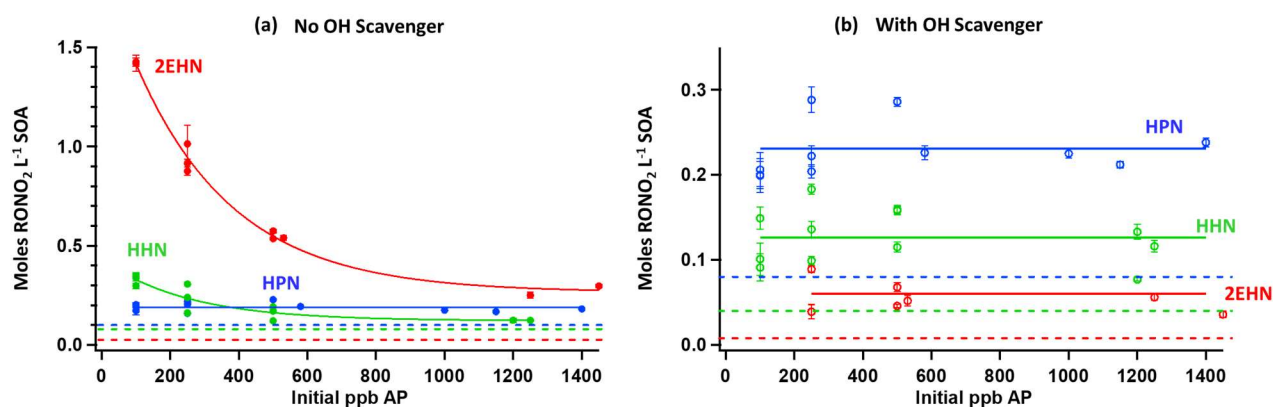 (a) No OH Scavenger
Moles RONO₂ L⁻¹ SOA
1.5
1.0
0.5
0.0
2EHN
HHN
HPN
0 200 400 600 800 1000 1200 1400
Initial ppb AP
(b) With OH Scavenger
Moles RONO₂ L⁻¹ SOA
0.3
0.2
0.1
0.0
HPN
HHN
2EHN
0 200 400 600 800 1000 1200 1400
Initial ppb AP